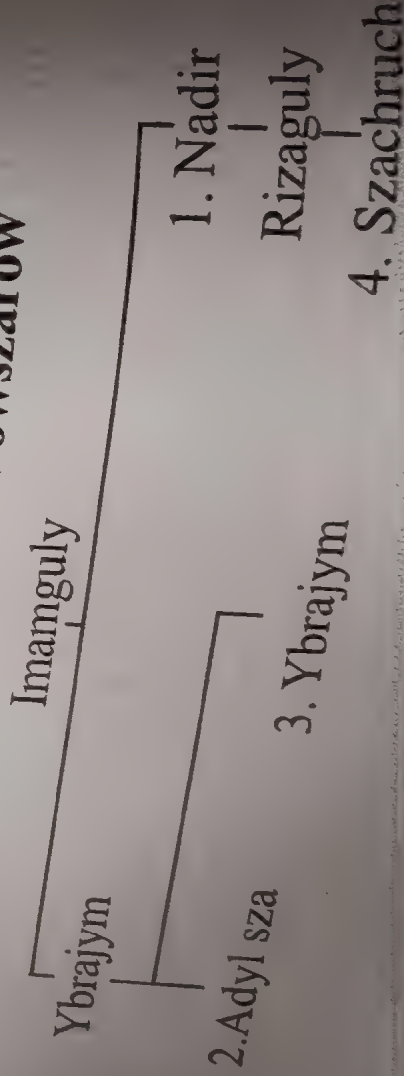 Imamguly
Ybrajym
1. Nadir
Rizaguly
2.Adyl sza
3. Ybrajym
4. Szachruch